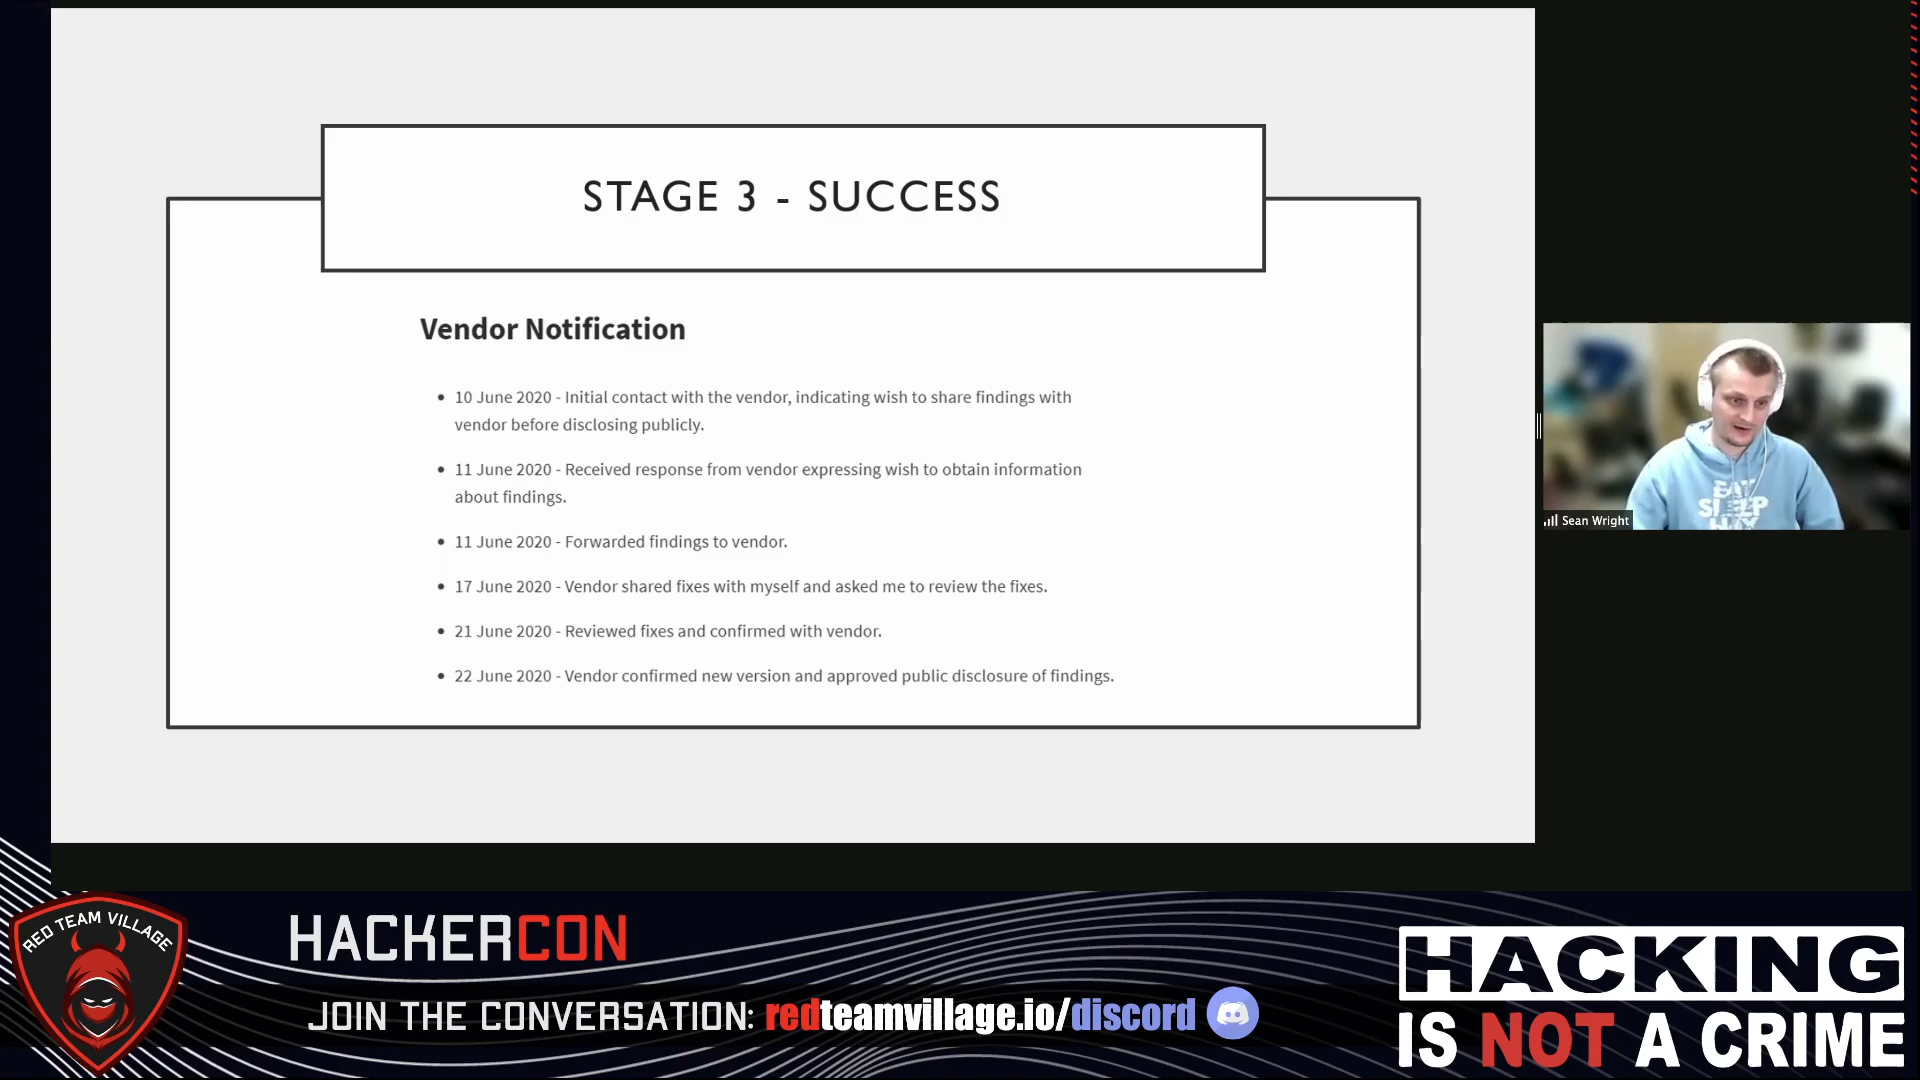 STAGE 3 - SUCCESS
Vendor Notification
• 10 June 2020 - Initial contact with the vendor, indicating wish to share findings with
vendor before disclosing publicly.
• 11 June 2020 - Received response from vendor expressing wish to obtain information
about findings.
• 11 June 2020 - Forwarded findings to vendor.
• 17 June 2020 - Vendor shared fixes with myself and asked me to review the fixes.
• 21 June 2020 - Reviewed fixes and confirmed with vendor.
• 22 June 2020 - Vendor confirmed new version and approved public disclosure of findings.
EAT
SLEEP
Sean Wright
RED TEAM VILLAGE
HACKERCON
JOIN THE CONVERSATION: redteamvillage.io/discord
HACKING
IS NOT A CRIME